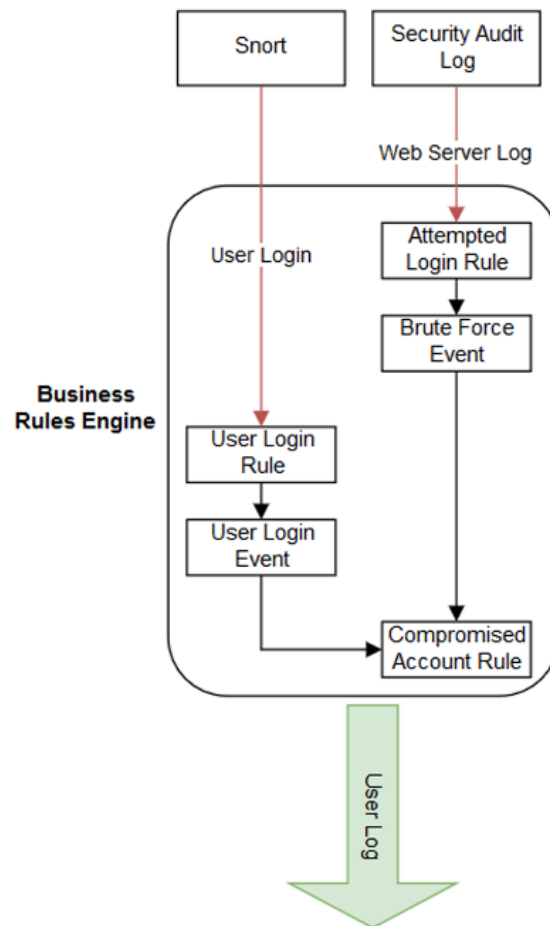 Snort
Security Audit
Log
Web Server Log
User Login
Attempted
Login Rule
Brute Force
Event
Business
Rules Engine
User Login
Rule
User Login
Event
Compromised
Account Rule
User Log